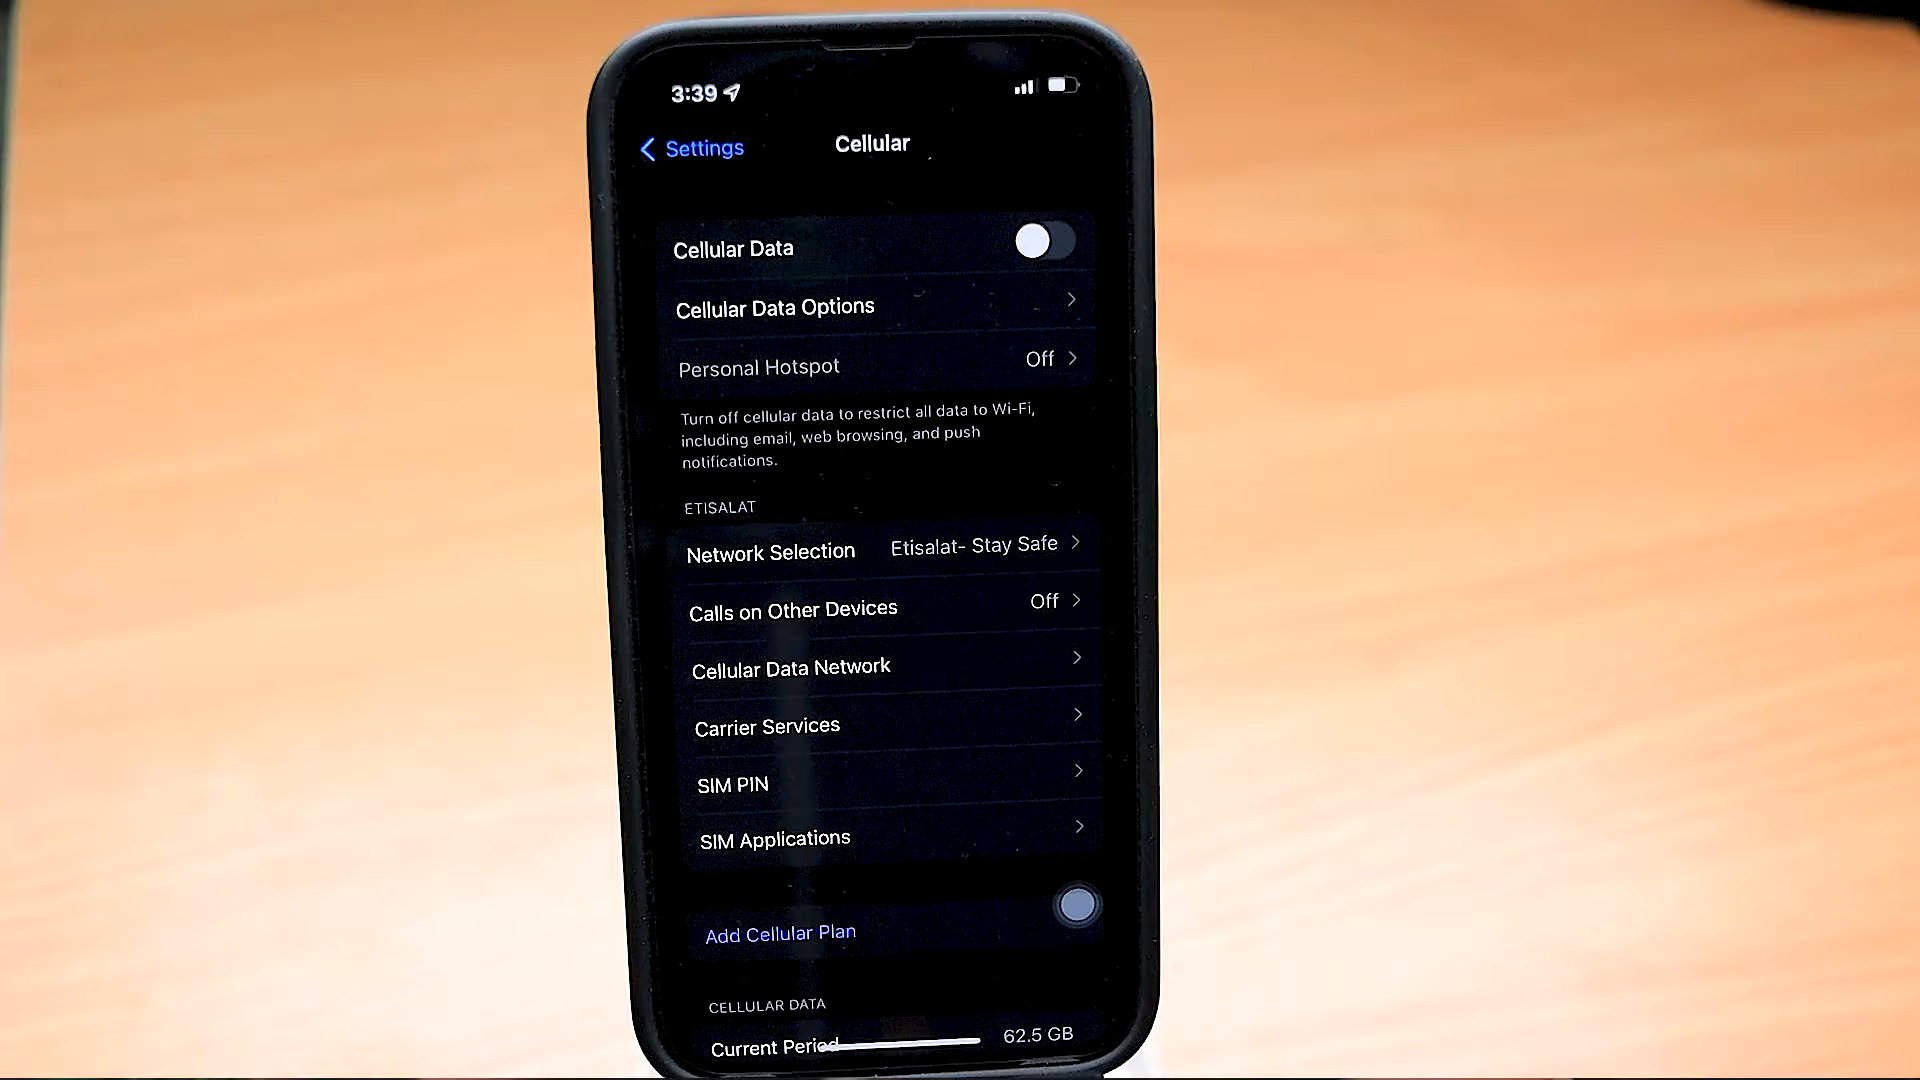 3:39
Settings
Cellular
Cellular Data
Cellular Data Options
Personal Hotspot Off
Turn off cellular data to restrict all data to Wi-Fi,
including email, web browsing, and push
notifications.
ETISALAT
Network Selection Etisalat- Stay Safe
Calls on Other Devices Off
Cellular Data Network
Carrier Services
SIM PIN
SIM Applications
Add Cellular Plan
CELLULAR DATA
Current Period 62.5 GB